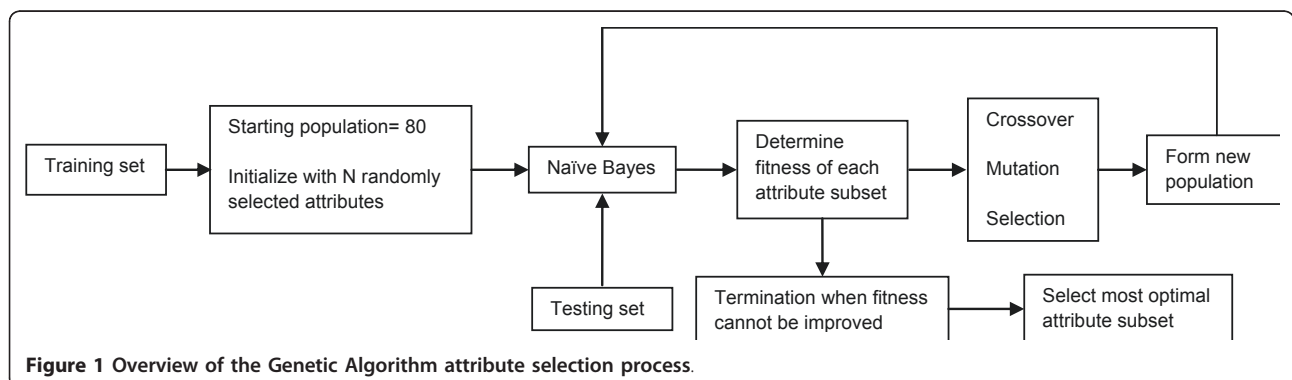 Training set
Starting population= 80
Initialize with N randomly
selected attributes
Naïve Bayes
Testing set
Determine
fitness of each
attribute subset
Crossover
Mutation
Selection
Form new
population
Termination when fitness
cannot be improved
Select most optimal
attribute subset
Figure 1 Overview of the Genetic Algorithm attribute selection process.